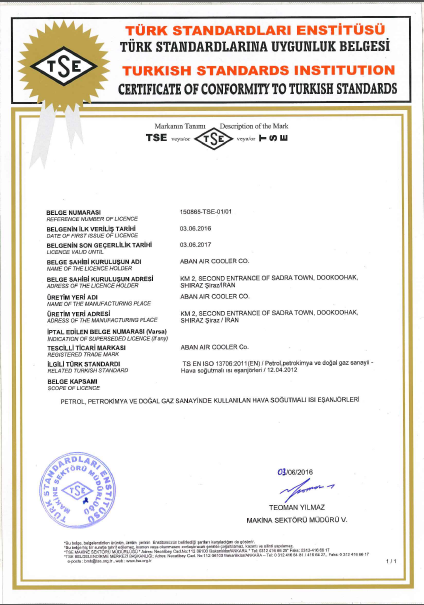 TÜRK STANDARDLARI ENSTİTÜSÜ
TÜRK STANDARDLARINA UYGUNLUK BELGESİ
TURKISH STANDARDS INSTITUTION
CERTIFICATE OF CONFORMITY TO TURKISH STANDARDS
TSE
Markanın Tanımı Description of the Mark
TSE veya/or TSE veya/or TSE
BELGE NUMARASI 150865-TSE-01/01
REFERENCE NUMBER OF LICENCE
BELGENİN İLK VERİLİŞ TARİHİ 03.06.2016
DATE OF FIRST ISSUE OF LICENCE
BELGENİN SON GEÇERLİLİK TARİHİ 03.06.2017
LICENCE VALID UNTIL
BELGE SAHİBİ KURULUŞUN ADI ABAN AIR COOLER CO.
NAME OF THE LICENCE HOLDER
BELGE SAHİBİ KURULUŞUN ADRESİ KM 2, SECOND ENTRANCE OF SADRA TOWN, DOKOOHAK,
ADRESS OF THE LICENCE HOLDER SHIRAZ Şiraz/İRAN
ÜRETİM YERİ ADI ABAN AIR COOLER CO.
NAME OF THE MANUFACTURING PLACE
ÜRETİM YERİ ADRESİ KM 2, SECOND ENTRANCE OF SADRA TOWN, DOOKOOHAK,
ADRESS OF THE MANUFACTURING PLACE SHIRAZ Şiraz / İRAN
İPTAL EDİLEN BELGE NUMARASI (Varsa)
INDICATION OF SUPERSEDED LICENCE (if any)
TESCİLLİ TİCARİ MARKASI ABAN AIR COOLER Co.
REGISTERED TRADE MARK
İLGİLİ TÜRK STANDARDI TS EN ISO 13706:2011(EN) / Petrol,petrokimya ve doğal gaz sanayii -
RELATED TURKISH STANDARD Hava soğutmalı ısı eşanjörleri / 12.04.2012
BELGE KAPSAMI
SCOPE OF LICENCE
PETROL, PETROKİMYA VE DOĞAL GAZ SANAYİNDE KULLANILAN HAVA SOĞUTMALI ISI EŞANJÖRLERİ
TÜRK STANDARDLARI ENSTİTÜSÜ
MAKİNE SEKTÖRÜ MÜDÜRLÜĞÜ
TSE
03/06/2016
TEOMAN YILMAZ
MAKİNA SEKTÖRÜ MÜDÜRÜ V.
1 / 1